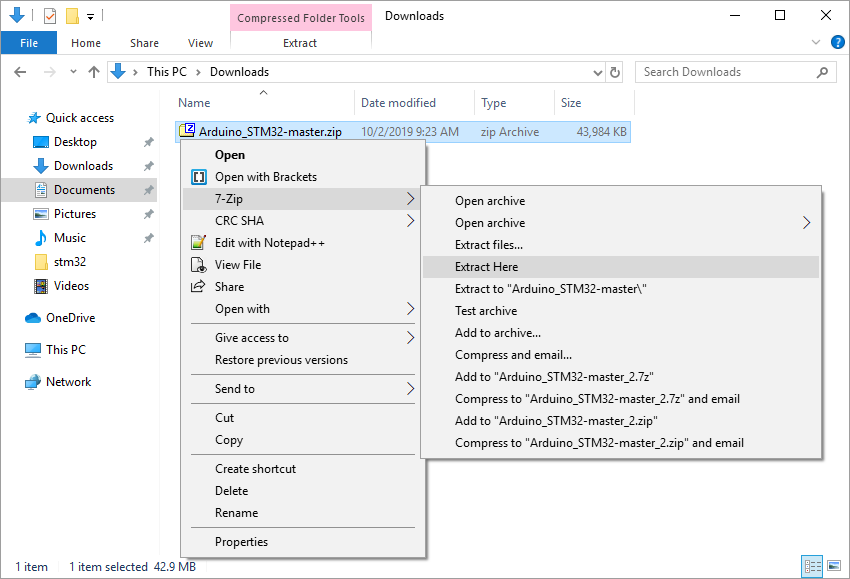 Compressed Folder Tools
Downloads
File
Home
Share
View
Extract
This PC
Downloads
Search Downloads
Name
Date modified
Type
Size
Quick access
Desktop
Downloads
Documents
Pictures
Music
stm32
Videos
OneDrive
This PC
Network
Arduino_STM32-master.zip
10/2/2019 9:23 AM
zip Archive
43,984 KB
Open
Open with Brackets
7-Zip
CRC SHA
Edit with Notepad++
View File
Share
Open with
Give access to
Restore previous versions
Send to
Cut
Copy
Create shortcut
Delete
Rename
Properties
Open archive
Open archive
Extract files...
Extract Here
Extract to "Arduino_STM32-master\"
Test archive
Add to archive...
Compress and email...
Add to "Arduino_STM32-master_2.7z"
Compress to "Arduino_STM32-master_2.7z" and email
Add to "Arduino_STM32-master_2.zip"
Compress to "Arduino_STM32-master_2.zip" and email
1 item
1 item selected 42.9 MB